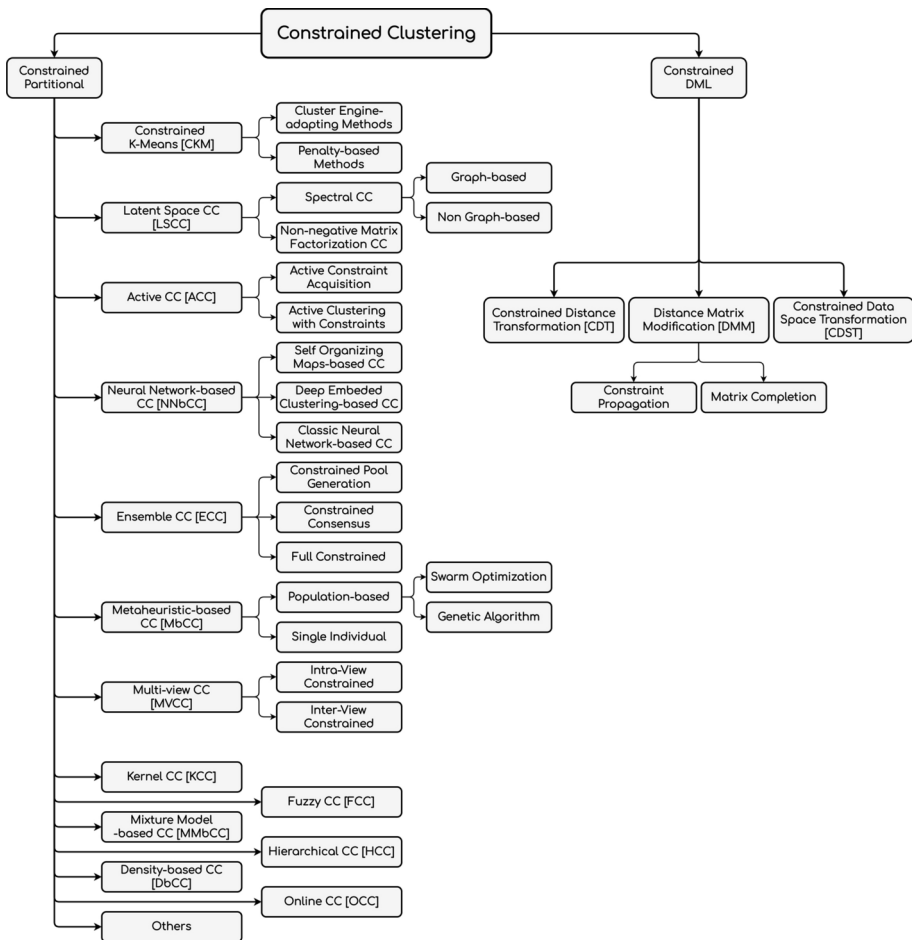 Constrained Clustering
Constrained
Partitional
Constrained
DML
Constrained
K-Means [CKM]
Cluster Engine-
adapting Methods
Penalty-based
Methods
Latent Space CC
[LSCC]
Spectral CC
Graph-based
Non Graph-based
Non-negative Matrix
Factorization CC
Active CC [ACC]
Active Constraint
Acquisition
Active Clustering
with Constraints
Constrained Distance
Transformation [CDT]
Distance Matrix
Modification [DMM]
Constrained Data
Space Transformation
[CDST]
Constraint
Propagation
Matrix Completion
Neural Network-based
CC [NNbCC]
Self Organizing
Maps-based CC
Deep Embeded
Clustering-based CC
Classic Neural
Network-based CC
Ensemble CC [ECC]
Constrained Pool
Generation
Constrained
Consensus
Full Constrained
Metaheuristic-based
CC [MbCC]
Population-based
Swarm Optimization
Genetic Algorithm
Single Individual
Multi-view CC
[MVCC]
Intra-View
Constrained
Inter-View
Constrained
Kernel CC [KCC]
Fuzzy CC [FCC]
Mixture Model
-based CC [MMbCC]
Hierarchical CC [HCC]
Density-based CC
[DbCC]
Online CC [OCC]
Others